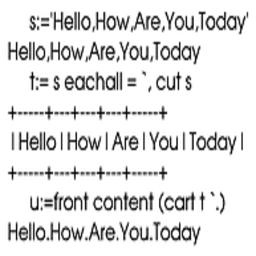 s:='Hello,How,Are,You,Today'
Hello,How,Are,You,Today
t:= s eachall = `, cut s
+-----+---+---+---+-----+
|Hello|How|Are|You|Today|
+-----+---+---+---+-----+
u:=front content (cart t `.)
Hello.How.Are.You.Today